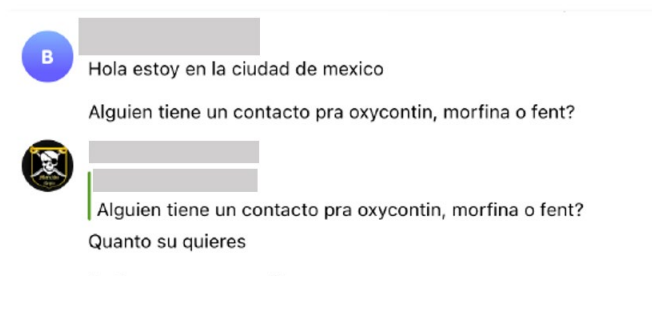 B
Hola estoy en la ciudad de mexico
Alguien tiene un contacto pra oxycontin, morfina o fent?
Alguien tiene un contacto pra oxycontin, morfina o fent?
Quanto su quieres